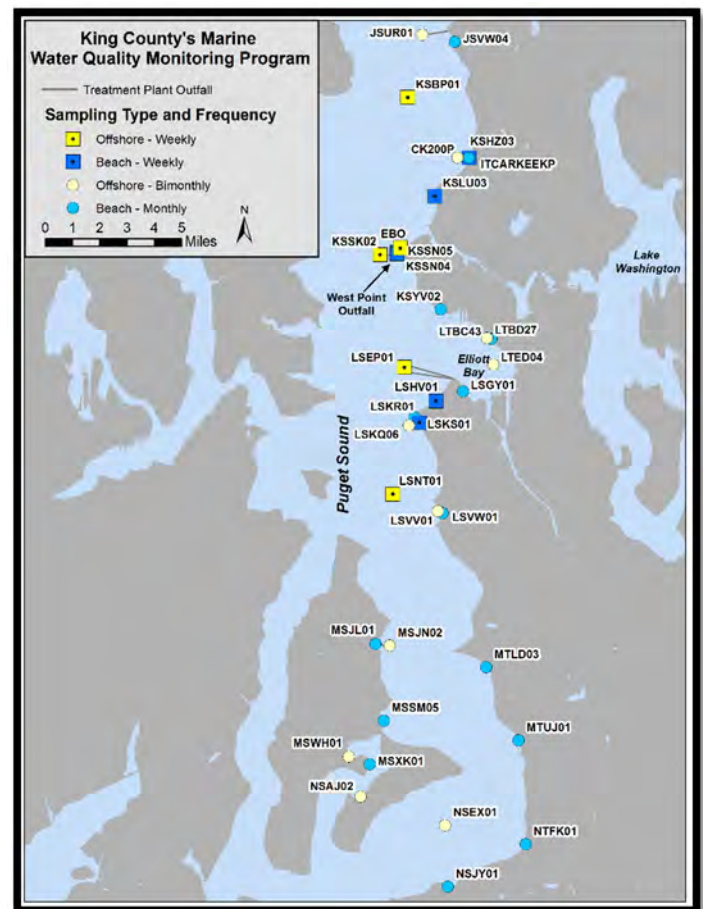 King County's Marine
Water Quality Monitoring Program
Treatment Plant Outfall
Sampling Type and Frequency
Offshore - Weekly
Beach - Weekly
Offshore - Bimonthly
Beach - Monthly
0 1 2 3 4 5
Miles
N
JSUR01
JSVW04
KSBP01
KSHZ03
CK200P
ITCARKEEKP
KSLU03
EBO
KSSK02
KSSN05
KSSN04
Lake
Washington
West Point
Outfall
KSYV02
LTBC43
LTBD27
LSEP01
Elliott
Bay
LTED04
LSHV01
LSGY01
LSKR01
LSKS01
LSKQ06
Puget Sound
LSNT01
LSVV01
LSVW01
MSJL01
MSJN02
MTLD03
MSSM05
MTUJ01
MSWH01
MSXK01
NSAJ02
NSEX01
NTFK01
NSJY01